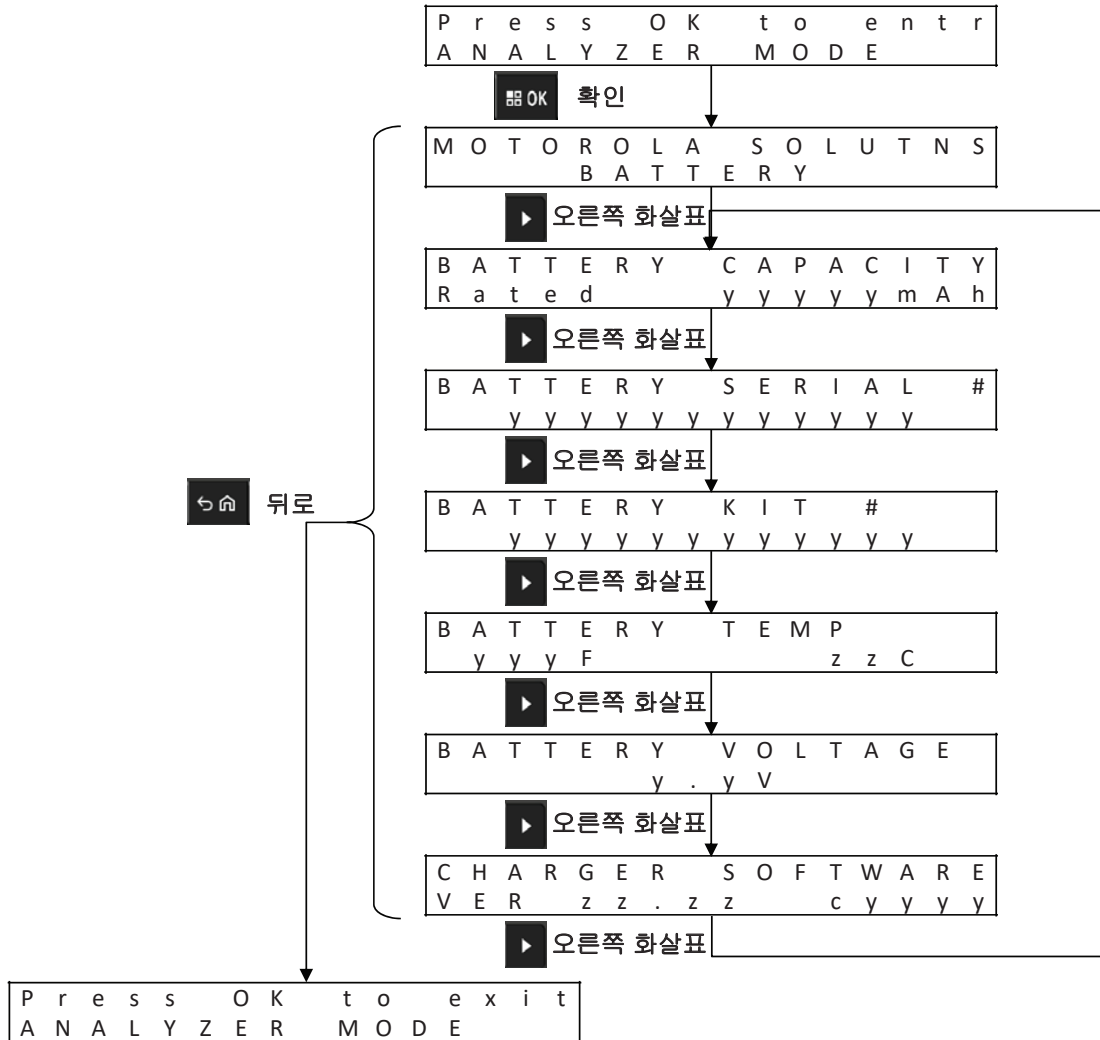 Press OK to entr
ANALYZER MODE
OK 확인
MOTOROLA SOLUTNS
BATTERY
오른쪽 화살표
BATTERY CAPACITY
Rated yyyyymAh
오른쪽 화살표
BATTERY SERIAL #
yyyyyyyyyyyy
오른쪽 화살표
뒤로
BATTERY KIT #
yyyyyyyyyyyy
오른쪽 화살표
BATTERY TEMP
yyyF zzC
오른쪽 화살표
BATTERY VOLTAGE
y.yV
오른쪽 화살표
CHARGER SOFTWARE
VER zz.zz cyyyy
오른쪽 화살표
Press OK to exit
ANALYZER MODE